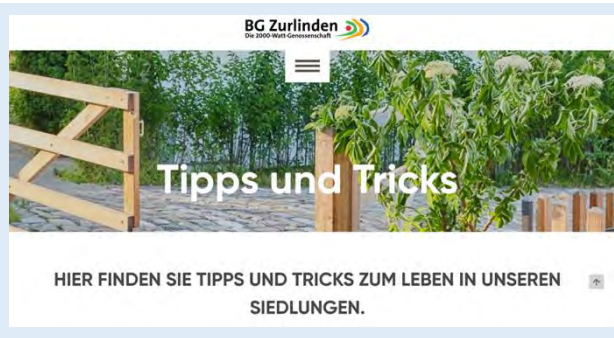 BG Zurlinden
Die 2000-Watt-Genossenschaft
Tipps und Tricks
HIER FINDEN SIE TIPPS UND TRICKS ZUM LEBEN IN UNSEREN
SIEDLUNGEN.